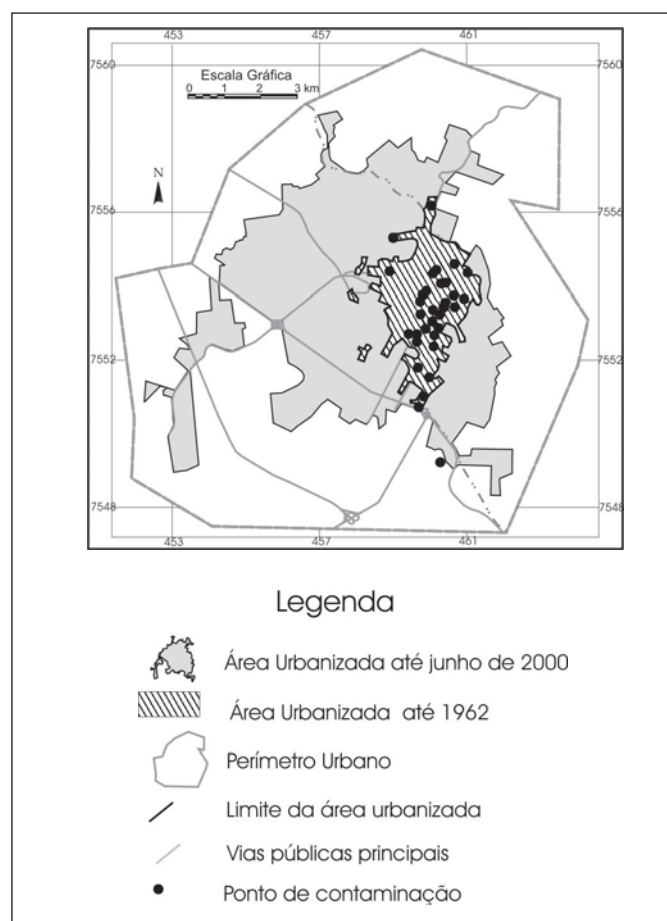 453 457 461
7560 7560
Escala Gráfica
0 1 2 3 km
N
7556 7556
7552 7552
7548 7548
453 457 461
Legenda
Área Urbanizada até junho de 2000
Área Urbanizada até 1962
Perímetro Urbano
Limite da área urbanizada
Vias públicas principais
Ponto de contaminação